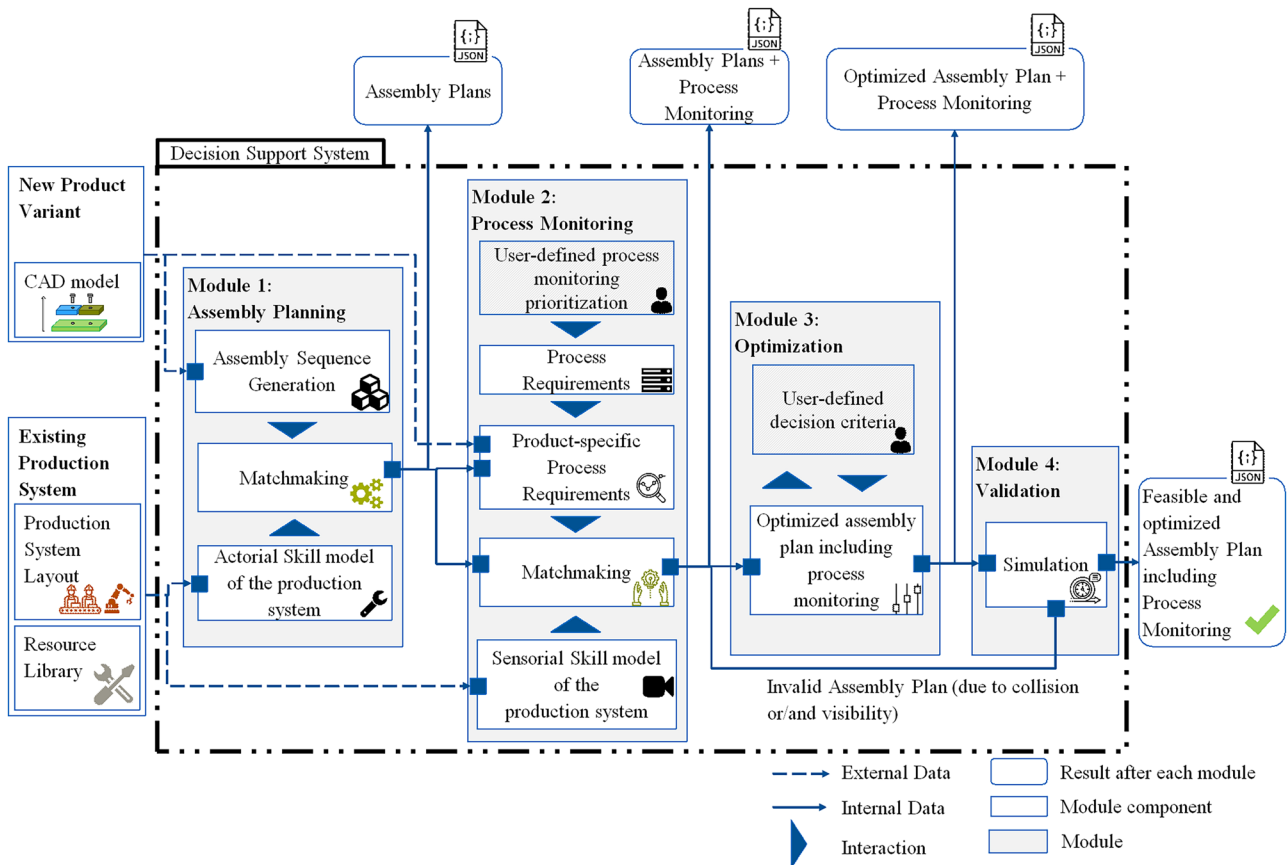 {;}
JSON
Assembly Plans
{;}
JSON
Assembly Plans +
Process
Monitoring
{;}
JSON
Optimized Assembly Plan +
Process Monitoring
Decision Support System
New Product
Variant
CAD model
Existing
Production
System
Production
System
Layout
Resource
Library
Module 1:
Assembly Planning
Assembly Sequence
Generation
Matchmaking
Actorial Skill model
of the production
system
Module 2:
Process Monitoring
User-defined process
monitoring
prioritization
Process
Requirements
Product-specific
Process
Requirements
Matchmaking
Sensorial Skill model
of the
production system
Module 3:
Optimization
User-defined
decision criteria
Optimized assembly
plan including
process
monitoring
Module 4:
Validation
Simulation
Invalid Assembly Plan (due to collision
or/and visibility)
{;}
JSON
Feasible and
optimized
Assembly Plan
including
Process
Monitoring
External Data
Internal Data
Interaction
Result after each module
Module component
Module